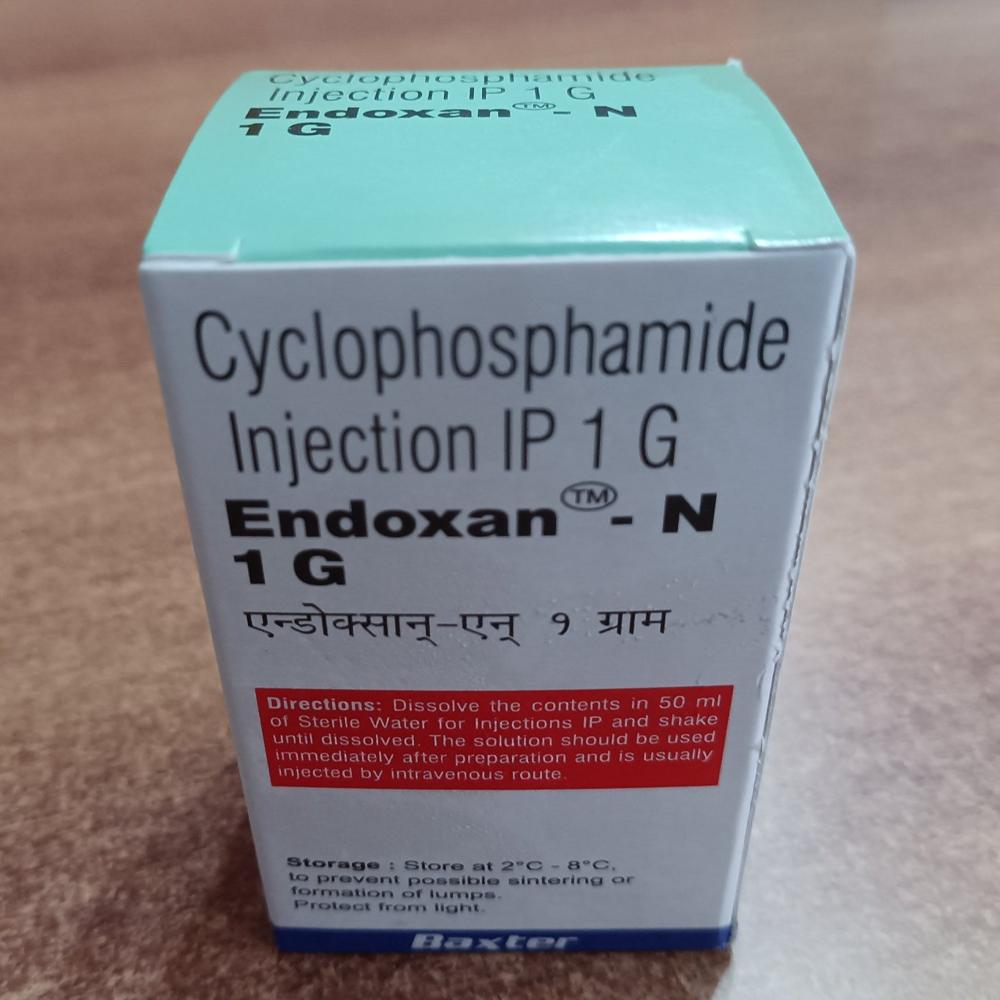 Cyclophosphamide
Injection IP 1 G
Endoxan™- N
1 G
Cyclophosphamide
Injection IP 1 G
Endoxan™- N
1 G
एन्डोक्सान्-एन् १ ग्राम
Directions: Dissolve the contents in 50 ml
of Sterile Water for Injections IP and shake
until dissolved. The solution should be used
immediately after preparation and is usually
injected by intravenous route.
Storage : Store at 2°C - 8°C,
to prevent possible sintering or
formation of lumps.
Protect from light.
Baxter